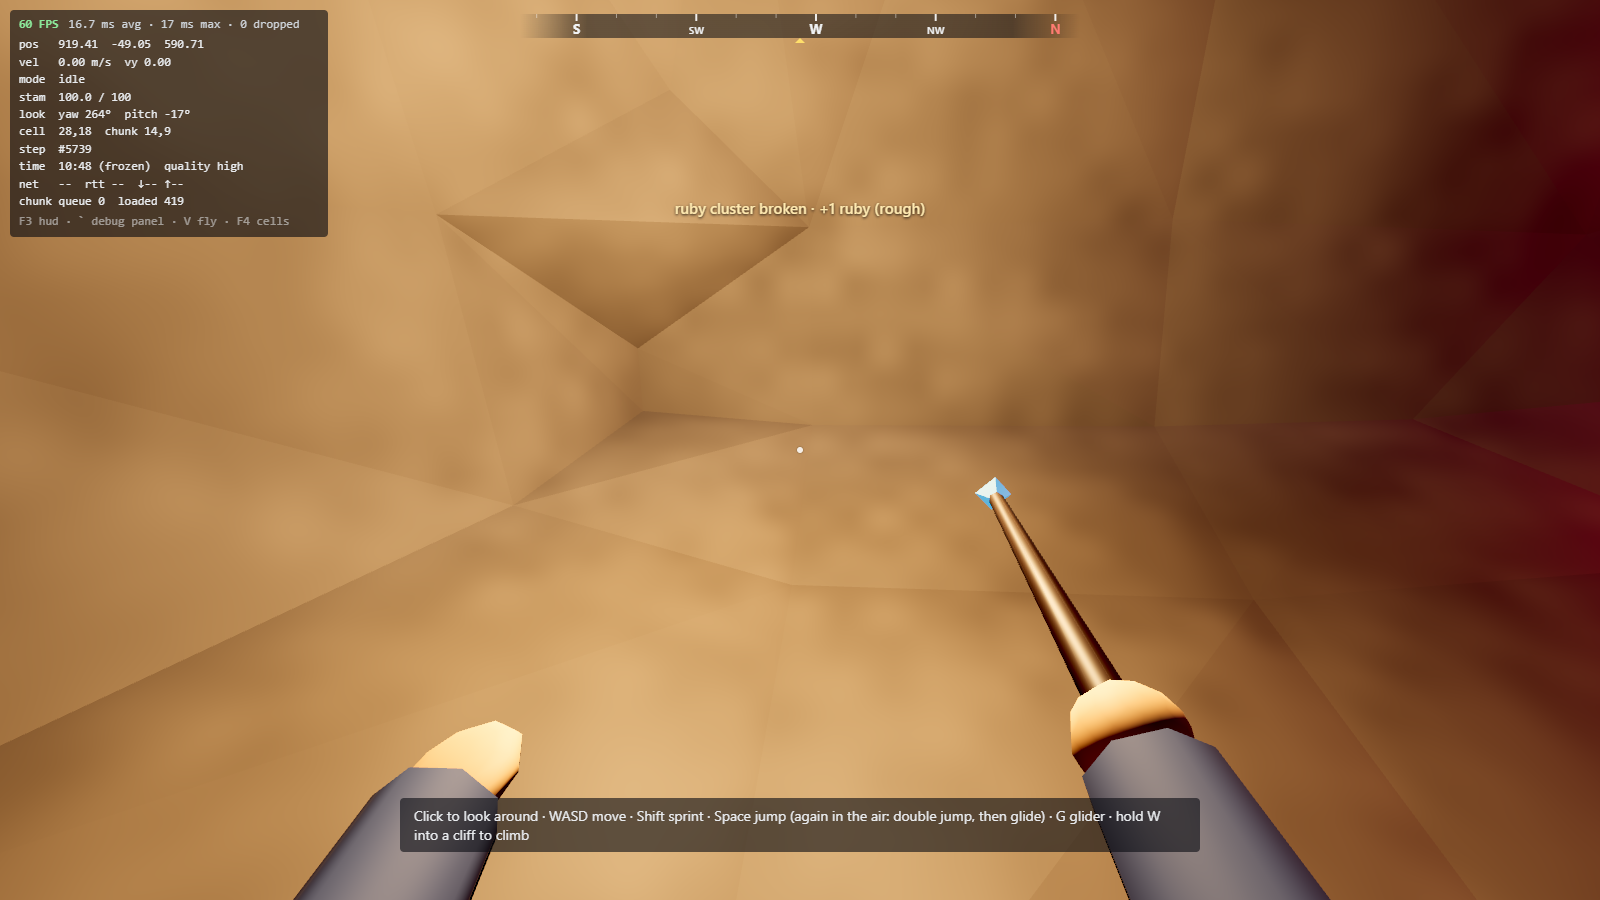 60 FPS 16.7 ms avg · 17 ms max · 0 dropped
pos 919.41 -49.05 590.71
vel 0.00 m/s vy 0.00
mode idle
stam 100.0 / 100
look yaw 264° pitch -17°
cell 28,18 chunk 14,9
step #5739
time 10:48 (frozen) quality high
net -- rtt -- ↓-- ↑--
chunk queue 0 loaded 419
F3 hud · ` debug panel · V fly · F4 cells
S SW W NW N
ruby cluster broken · +1 ruby (rough)
Click to look around · WASD move · Shift sprint · Space jump (again in the air: double jump, then glide) · G glider · hold W
into a cliff to climb